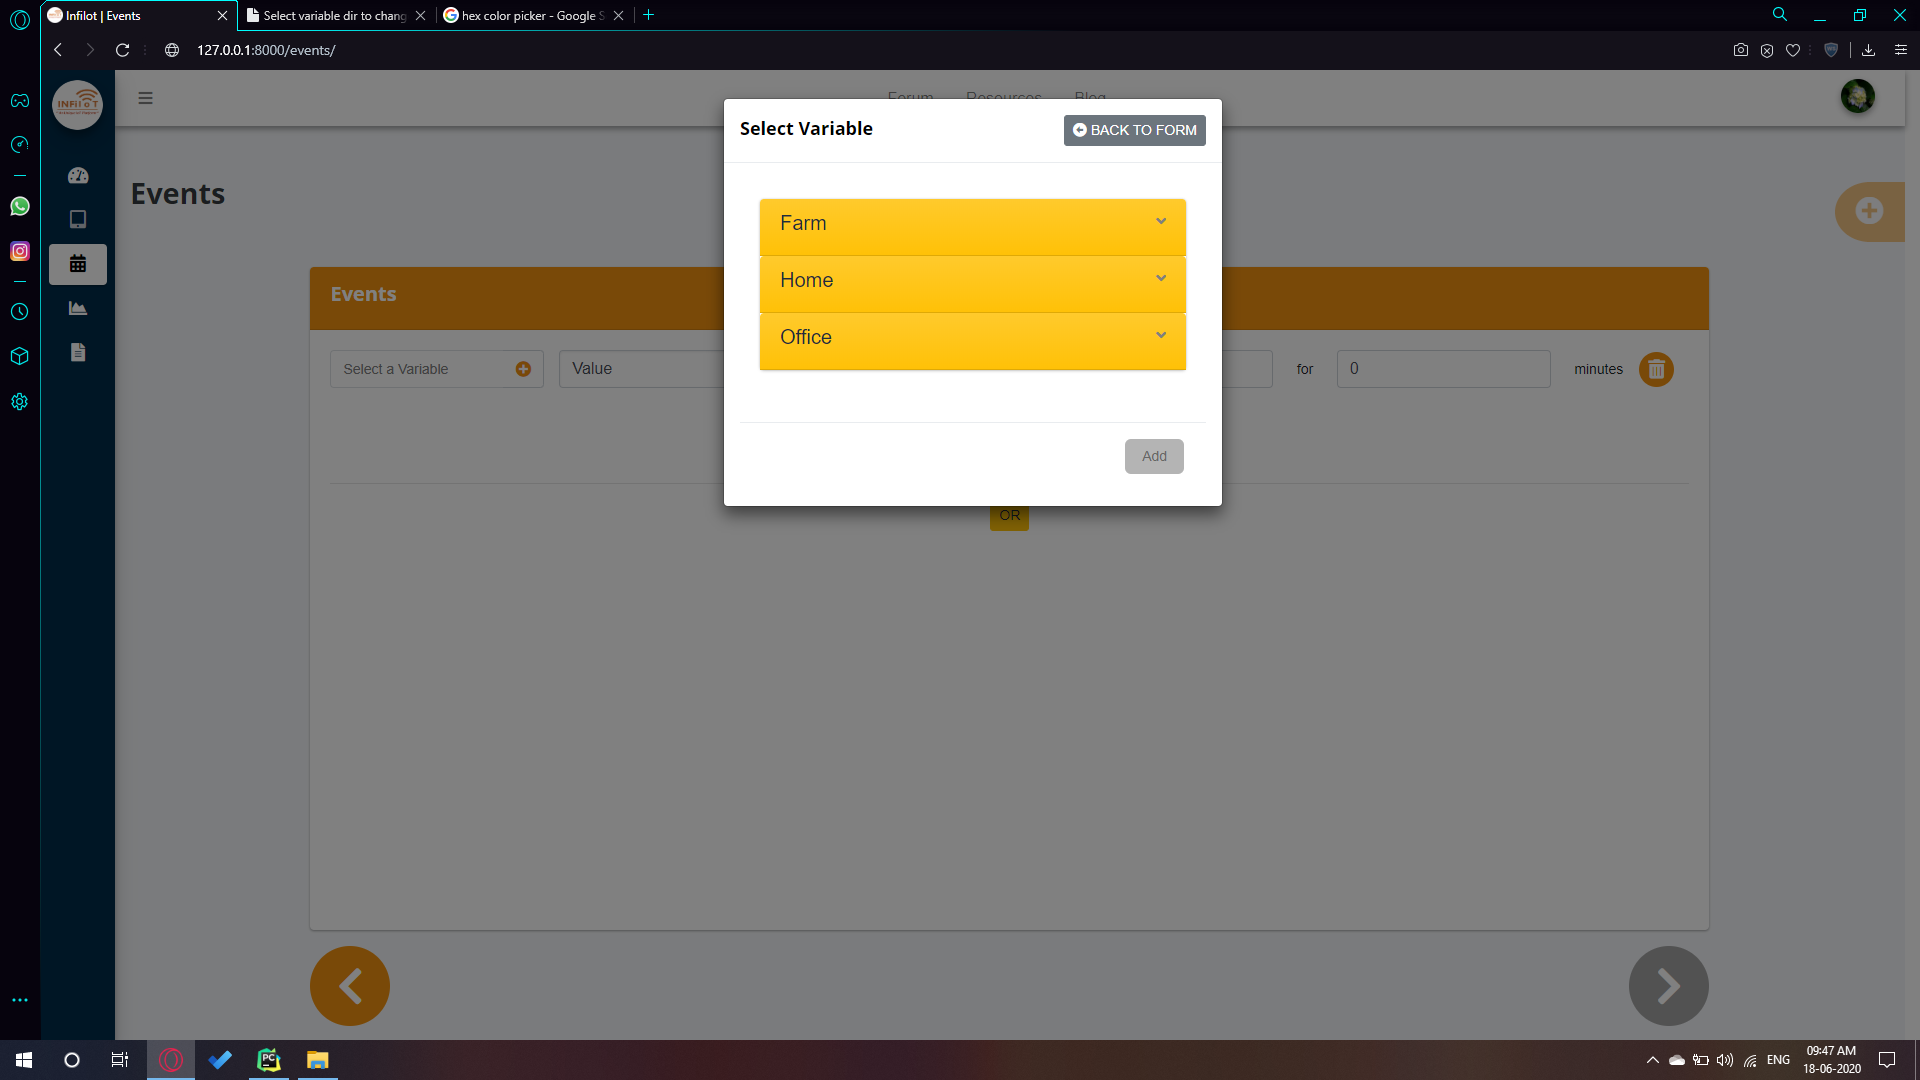 Infilot | Events
Select variable dir to chang
hex color picker - Google S
127.0.0.1:8000/events/
INFIIOT
Forum Resources Blog
Select Variable
BACK TO FORM
Events
Farm
Home
Office
Events
Select a Variable
Value
for
0
minutes
Add
OR
ENG
09:47 AM
18-06-2020